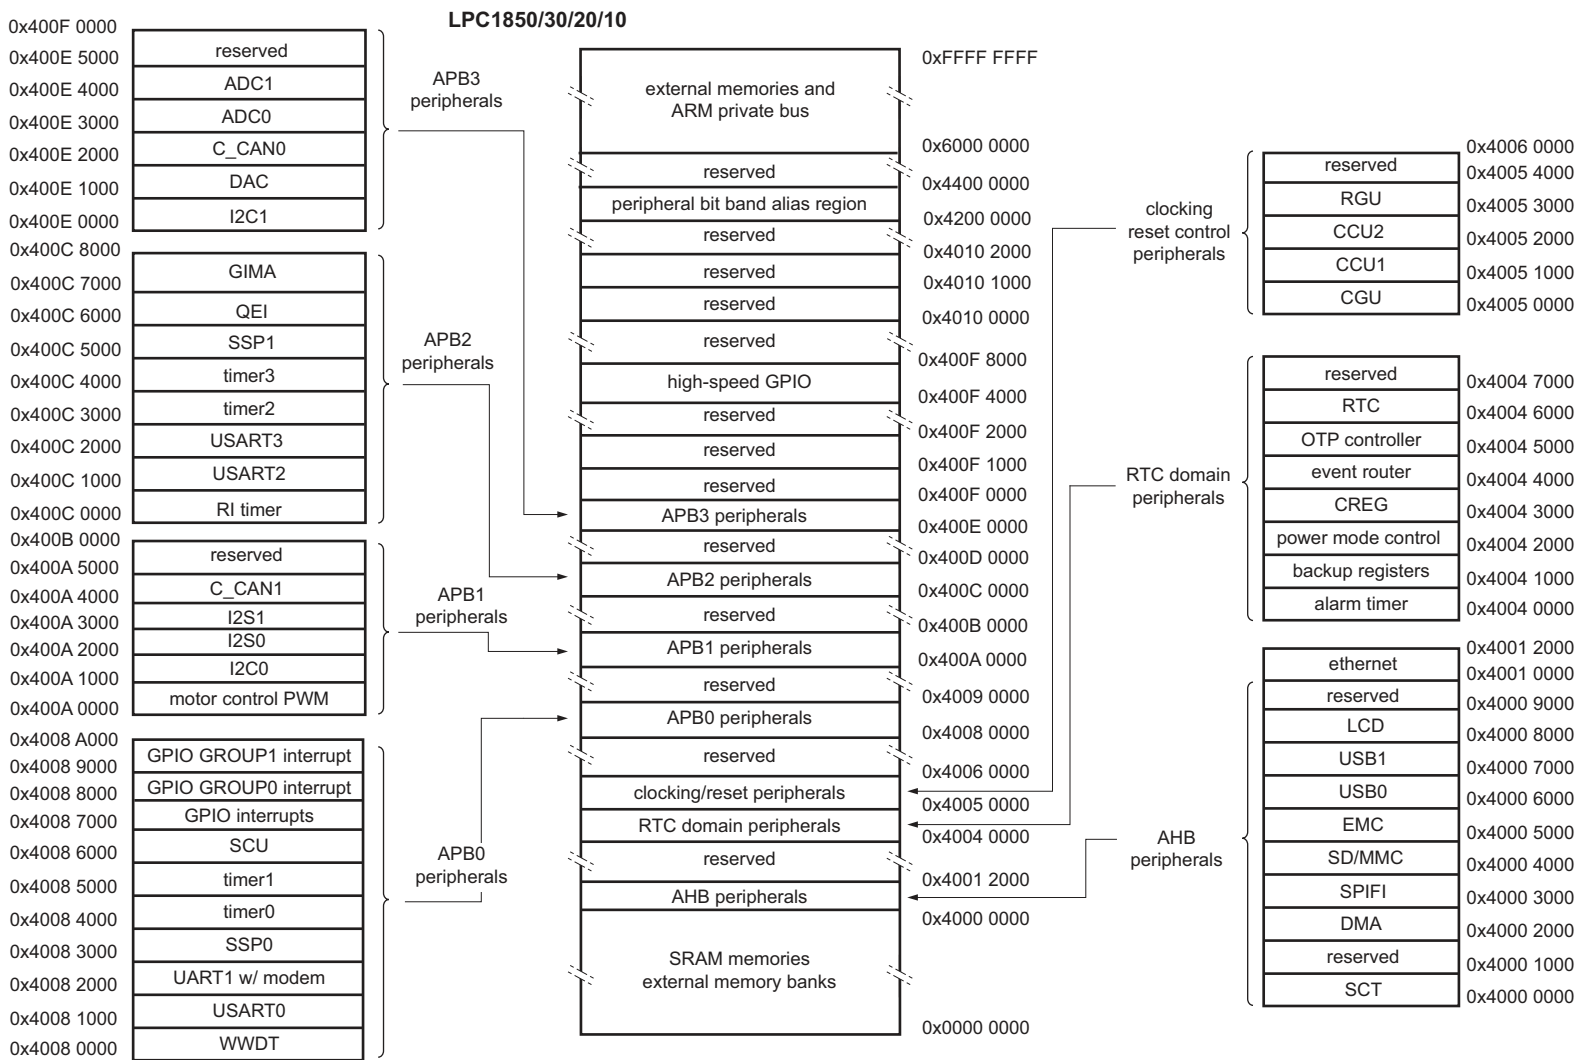 LPC1850/30/20/10
0x400F 0000
reserved
0x400E 5000
ADC1
0x400E 4000
ADC0
0x400E 3000
C_CAN0
0x400E 2000
DAC
0x400E 1000
I2C1
0x400E 0000
APB3
peripherals
0x400C 8000
GIMA
0x400C 7000
QEI
0x400C 6000
SSP1
0x400C 5000
timer3
0x400C 4000
timer2
0x400C 3000
USART3
0x400C 2000
USART2
0x400C 1000
RI timer
0x400C 0000
APB2
peripherals
0x400B 0000
reserved
0x400A 5000
C_CAN1
0x400A 4000
I2S1
0x400A 3000
I2S0
0x400A 2000
I2C0
0x400A 1000
motor control PWM
0x400A 0000
APB1
peripherals
0x4008 A000
GPIO GROUP1 interrupt
0x4008 9000
GPIO GROUP0 interrupt
0x4008 8000
GPIO interrupts
0x4008 7000
SCU
0x4008 6000
timer1
0x4008 5000
timer0
0x4008 4000
SSP0
0x4008 3000
UART1 w/ modem
0x4008 2000
USART0
0x4008 1000
WWDT
0x4008 0000
APB0
peripherals
0xFFFF FFFF
external memories and
ARM private bus
0x6000 0000
reserved
0x4400 0000
peripheral bit band alias region
0x4200 0000
reserved
0x4010 2000
reserved
0x4010 1000
reserved
0x4010 0000
reserved
0x400F 8000
high-speed GPIO
0x400F 4000
reserved
0x400F 2000
reserved
0x400F 1000
reserved
0x400F 0000
APB3 peripherals
0x400E 0000
reserved
0x400D 0000
APB2 peripherals
0x400C 0000
reserved
0x400B 0000
APB1 peripherals
0x400A 0000
reserved
0x4009 0000
APB0 peripherals
0x4008 0000
reserved
0x4006 0000
clocking/reset peripherals
0x4005 0000
RTC domain peripherals
0x4004 0000
reserved
0x4001 2000
AHB peripherals
0x4000 0000
SRAM memories
external memory banks
0x0000 0000
clocking
reset control
peripherals
0x4006 0000
reserved
0x4005 4000
RGU
0x4005 3000
CCU2
0x4005 2000
CCU1
0x4005 1000
CGU
0x4005 0000
RTC domain
peripherals
reserved
0x4004 7000
RTC
0x4004 6000
OTP controller
0x4004 5000
event router
0x4004 4000
CREG
0x4004 3000
power mode control
0x4004 2000
backup registers
0x4004 1000
alarm timer
0x4004 0000
AHB
peripherals
0x4001 2000
ethernet
0x4001 0000
reserved
0x4000 9000
LCD
0x4000 8000
USB1
0x4000 7000
USB0
0x4000 6000
EMC
0x4000 5000
SD/MMC
0x4000 4000
SPIFI
0x4000 3000
DMA
0x4000 2000
reserved
0x4000 1000
SCT
0x4000 0000